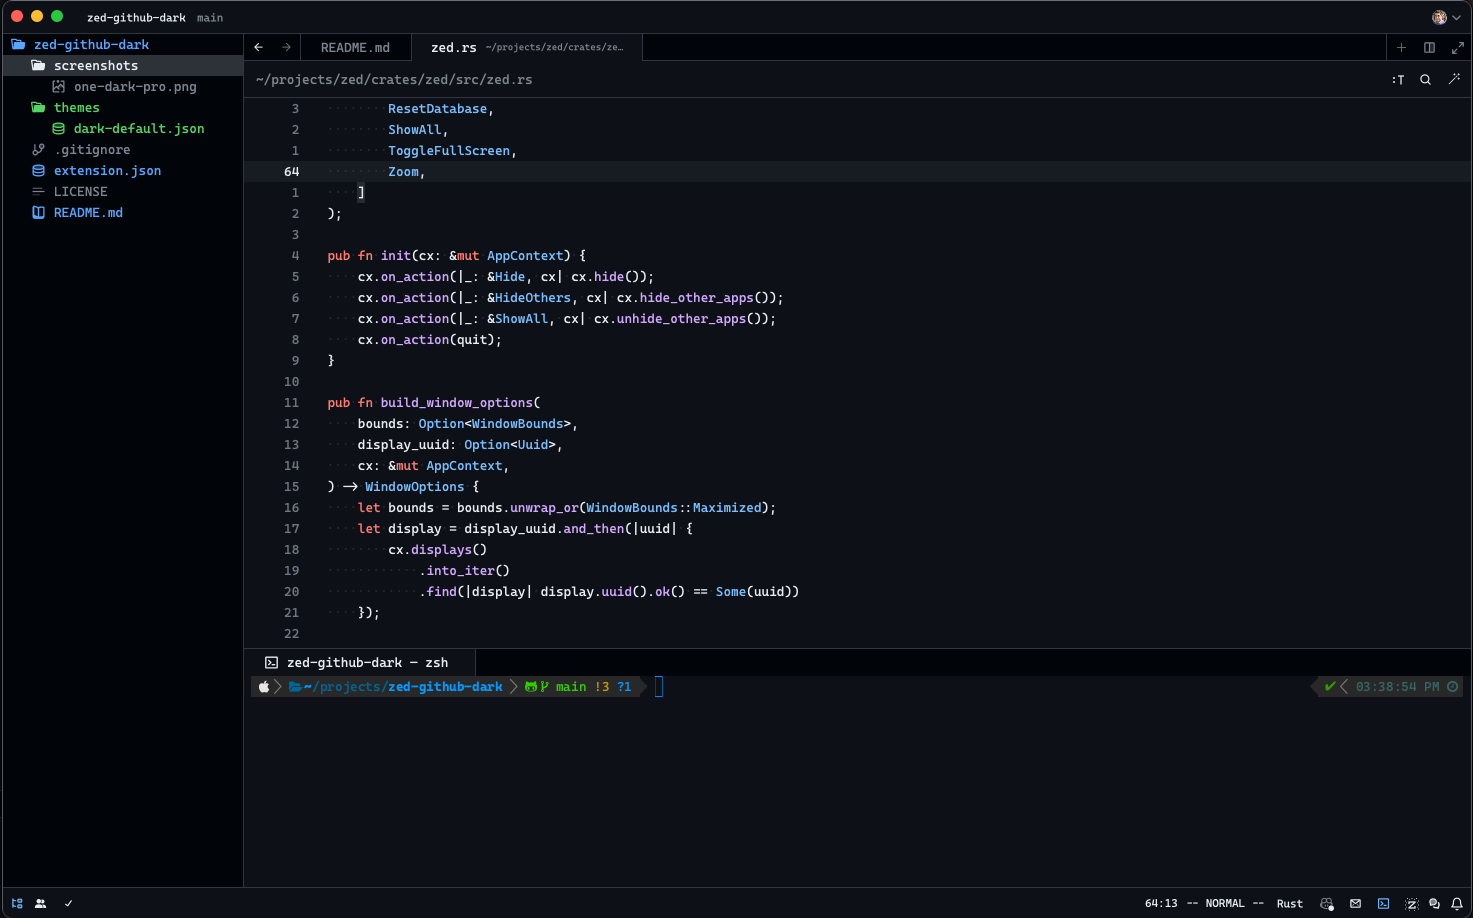 zed-github-dark main
zed-github-dark
screenshots
one-dark-pro.png
themes
dark-default.json
.gitignore
extension.json
LICENSE
README.md
README.md
zed.rs ~/projects/zed/crates/ze…
~/projects/zed/crates/zed/src/zed.rs
:T
3 ResetDatabase,
2 ShowAll,
1 ToggleFullScreen,
64 Zoom,
1 ]
2 );
3
4 pub fn init(cx: &mut AppContext) {
5 cx.on_action(|_: &Hide, cx| cx.hide());
6 cx.on_action(|_: &HideOthers, cx| cx.hide_other_apps());
7 cx.on_action(|_: &ShowAll, cx| cx.unhide_other_apps());
8 cx.on_action(quit);
9 }
10
11 pub fn build_window_options(
12 bounds: Option<WindowBounds>,
13 display_uuid: Option<Uuid>,
14 cx: &mut AppContext,
15 ) -> WindowOptions {
16 let bounds = bounds.unwrap_or(WindowBounds::Maximized);
17 let display = display_uuid.and_then(|uuid| {
18 cx.displays()
19 .into_iter()
20 .find(|display| display.uuid().ok() == Some(uuid))
21 });
22
zed-github-dark — zsh
~/projects/zed-github-dark main !3 ?1 03:38:54 PM
64:13 -- NORMAL -- Rust